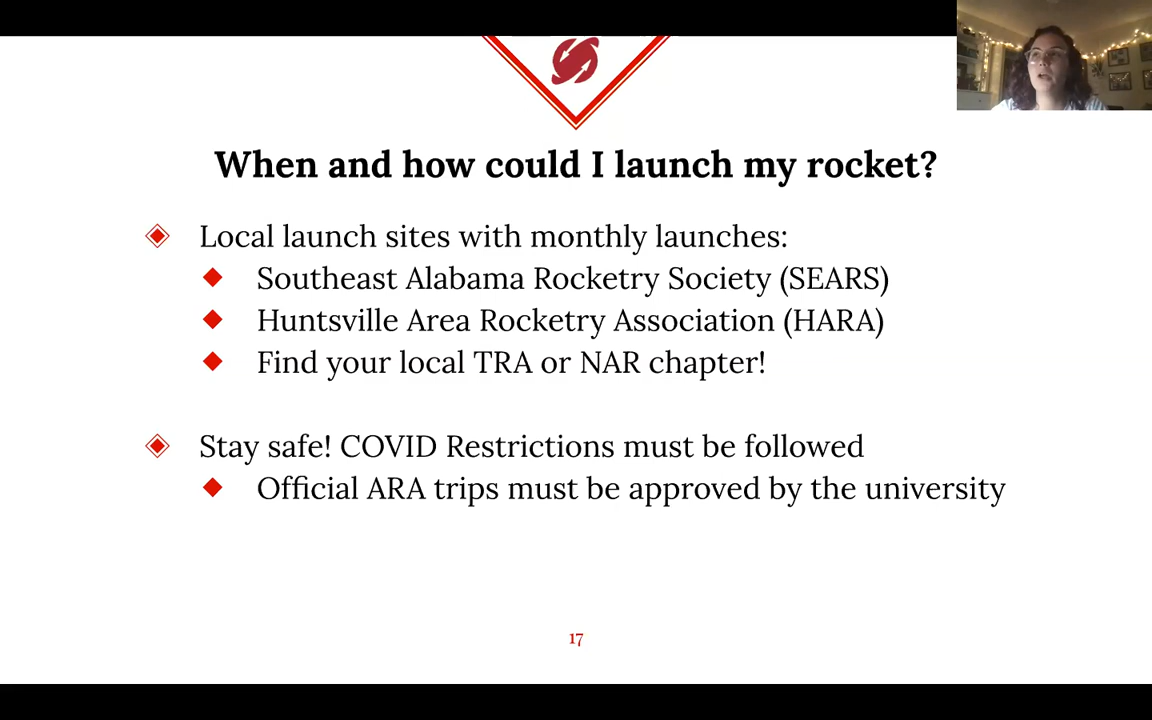 When and how could I launch my rocket?
Local launch sites with monthly launches:
Southeast Alabama Rocketry Society (SEARS)
Huntsville Area Rocketry Association (HARA)
Find your local TRA or NAR chapter!
Stay safe! COVID Restrictions must be followed
Official ARA trips must be approved by the university
17